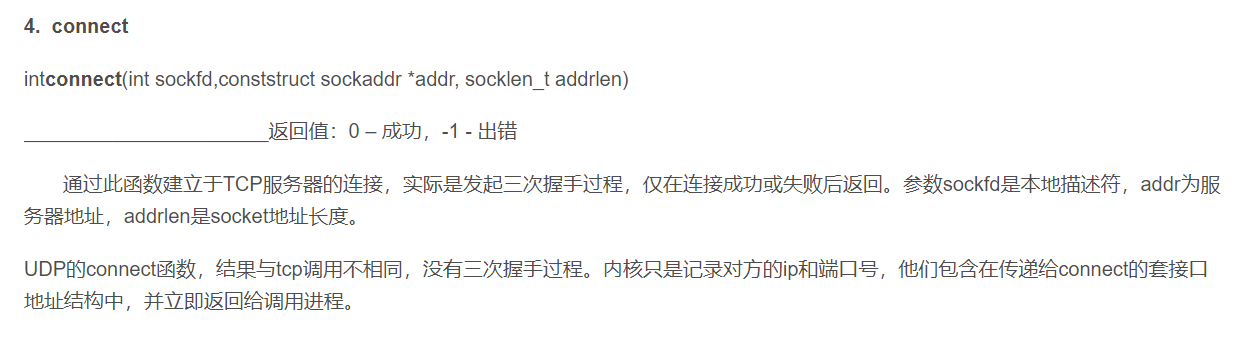 4. connect
intconnect(int sockfd,conststruct sockaddr *addr, socklen_t addrlen)
______________________返回值：0 – 成功，-1 - 出错
通过此函数建立于TCP服务器的连接，实际是发起三次握手过程，仅在连接成功或失败后返回。参数sockfd是本地描述符，addr为服
务器地址，addrlen是socket地址长度。
UDP的connect函数，结果与tcp调用不相同，没有三次握手过程。内核只是记录对方的ip和端口号，他们包含在传递给connect的套接口
地址结构中，并立即返回给调用进程。